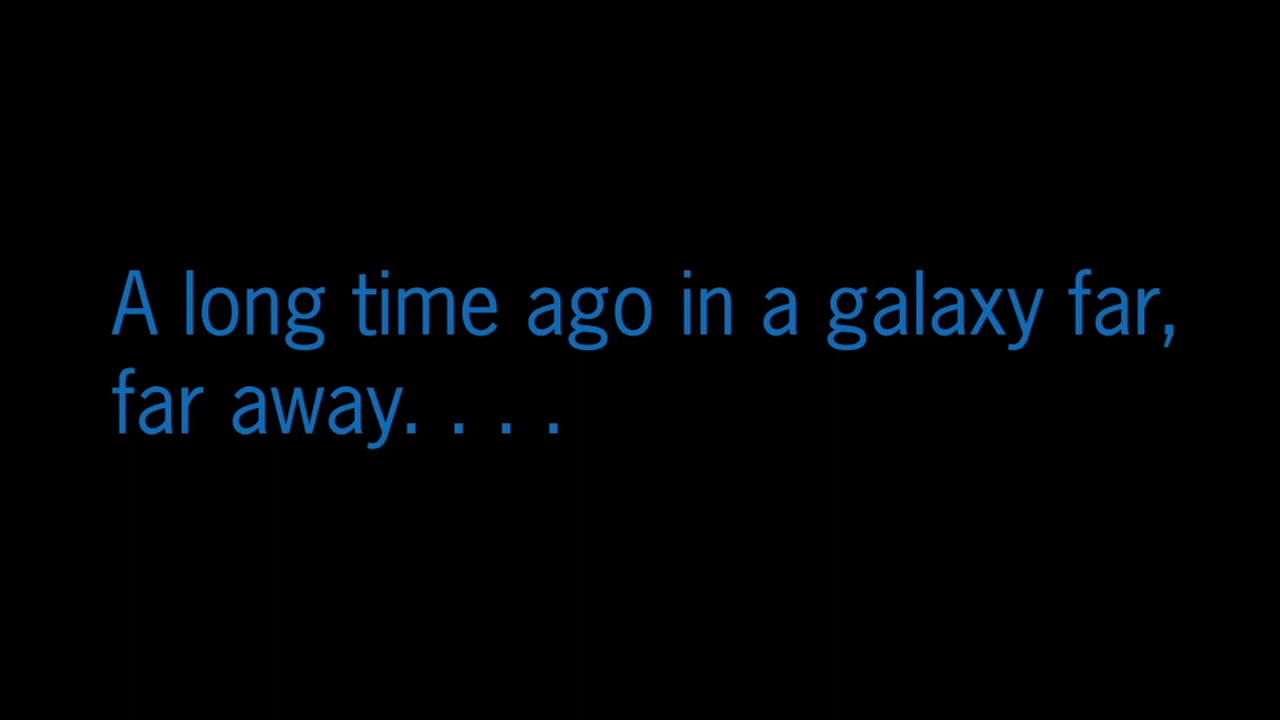 A long time ago in a galaxy far,
far away. . . .